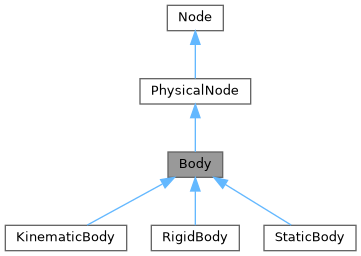 Node
PhysicalNode
Body
KinematicBody
RigidBody
StaticBody